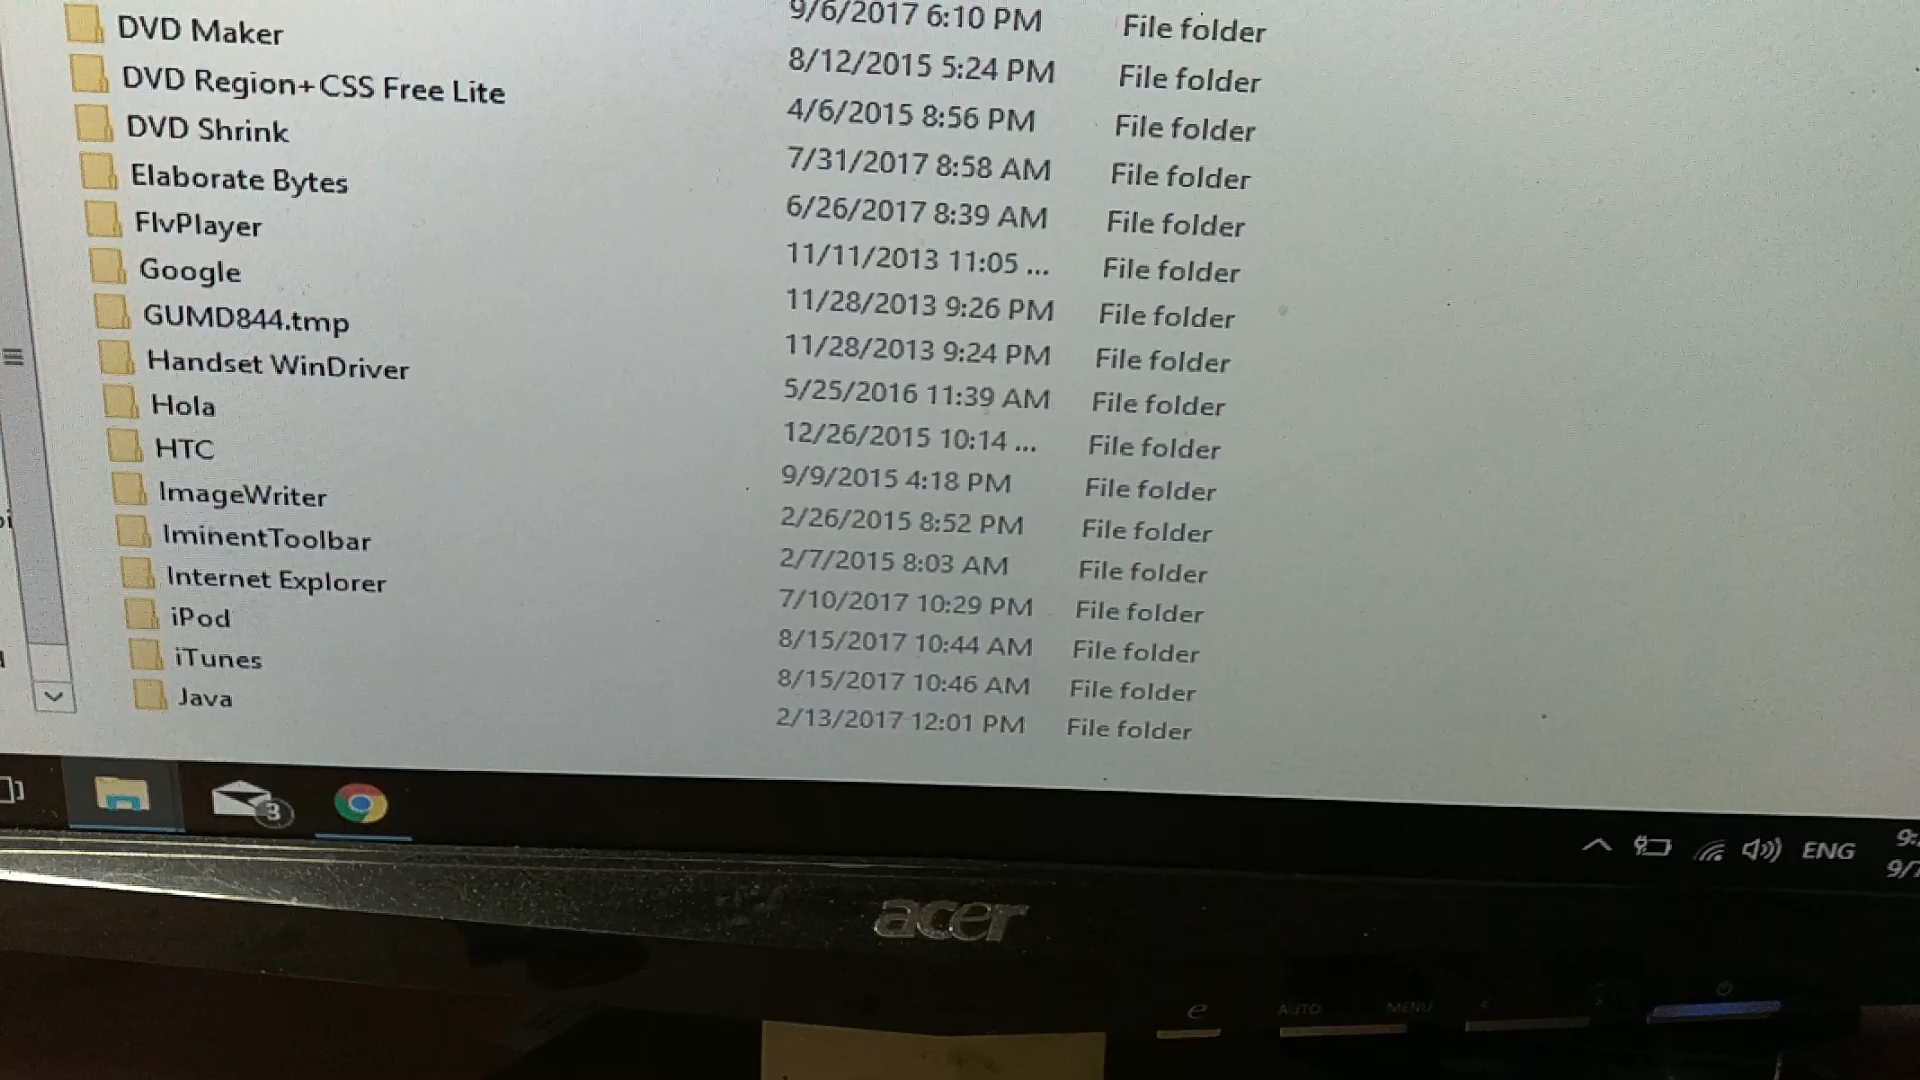 9/6/2017 6:10 PM File folder
DVD Maker 8/12/2015 5:24 PM File folder
DVD Region+CSS Free Lite 4/6/2015 8:56 PM File folder
DVD Shrink 7/31/2017 8:58 AM File folder
Elaborate Bytes 6/26/2017 8:39 AM File folder
FlvPlayer 11/11/2013 11:05 ... File folder
Google 11/28/2013 9:26 PM File folder
GUMD844.tmp 11/28/2013 9:24 PM File folder
Handset WinDriver 5/25/2016 11:39 AM File folder
Hola 12/26/2015 10:14 ... File folder
HTC 9/9/2015 4:18 PM File folder
ImageWriter 2/26/2015 8:52 PM File folder
IminentToolbar 2/7/2015 8:03 AM File folder
Internet Explorer 7/10/2017 10:29 PM File folder
iPod 8/15/2017 10:44 AM File folder
iTunes 8/15/2017 10:46 AM File folder
Java 2/13/2017 12:01 PM File folder
3
ENG
acer
e AUTO MENU < >